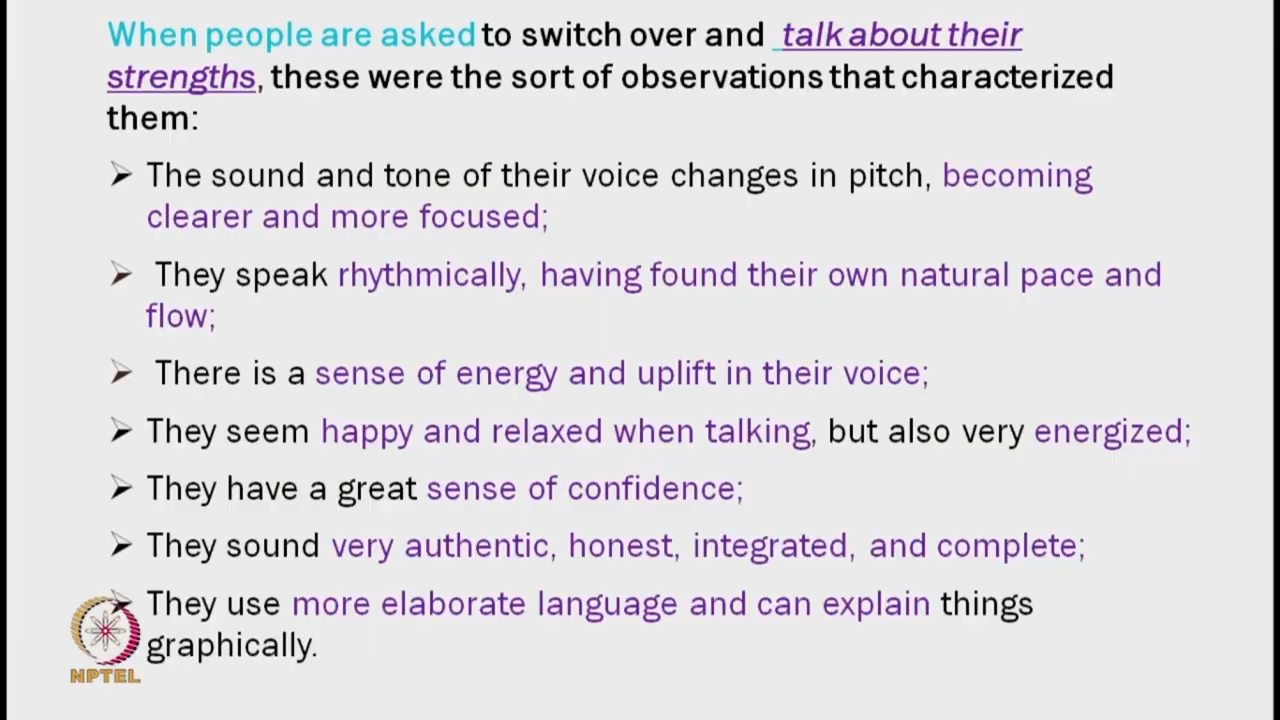 When people are asked to switch over and talk about their
strengths, these were the sort of observations that characterized
them:
➢ The sound and tone of their voice changes in pitch, becoming
clearer and more focused;
➢ They speak rhythmically, having found their own natural pace and
flow;
➢ There is a sense of energy and uplift in their voice;
➢ They seem happy and relaxed when talking, but also very energized;
➢ They have a great sense of confidence;
➢ They sound very authentic, honest, integrated, and complete;
➢ They use more elaborate language and can explain things
graphically.
NPTEL